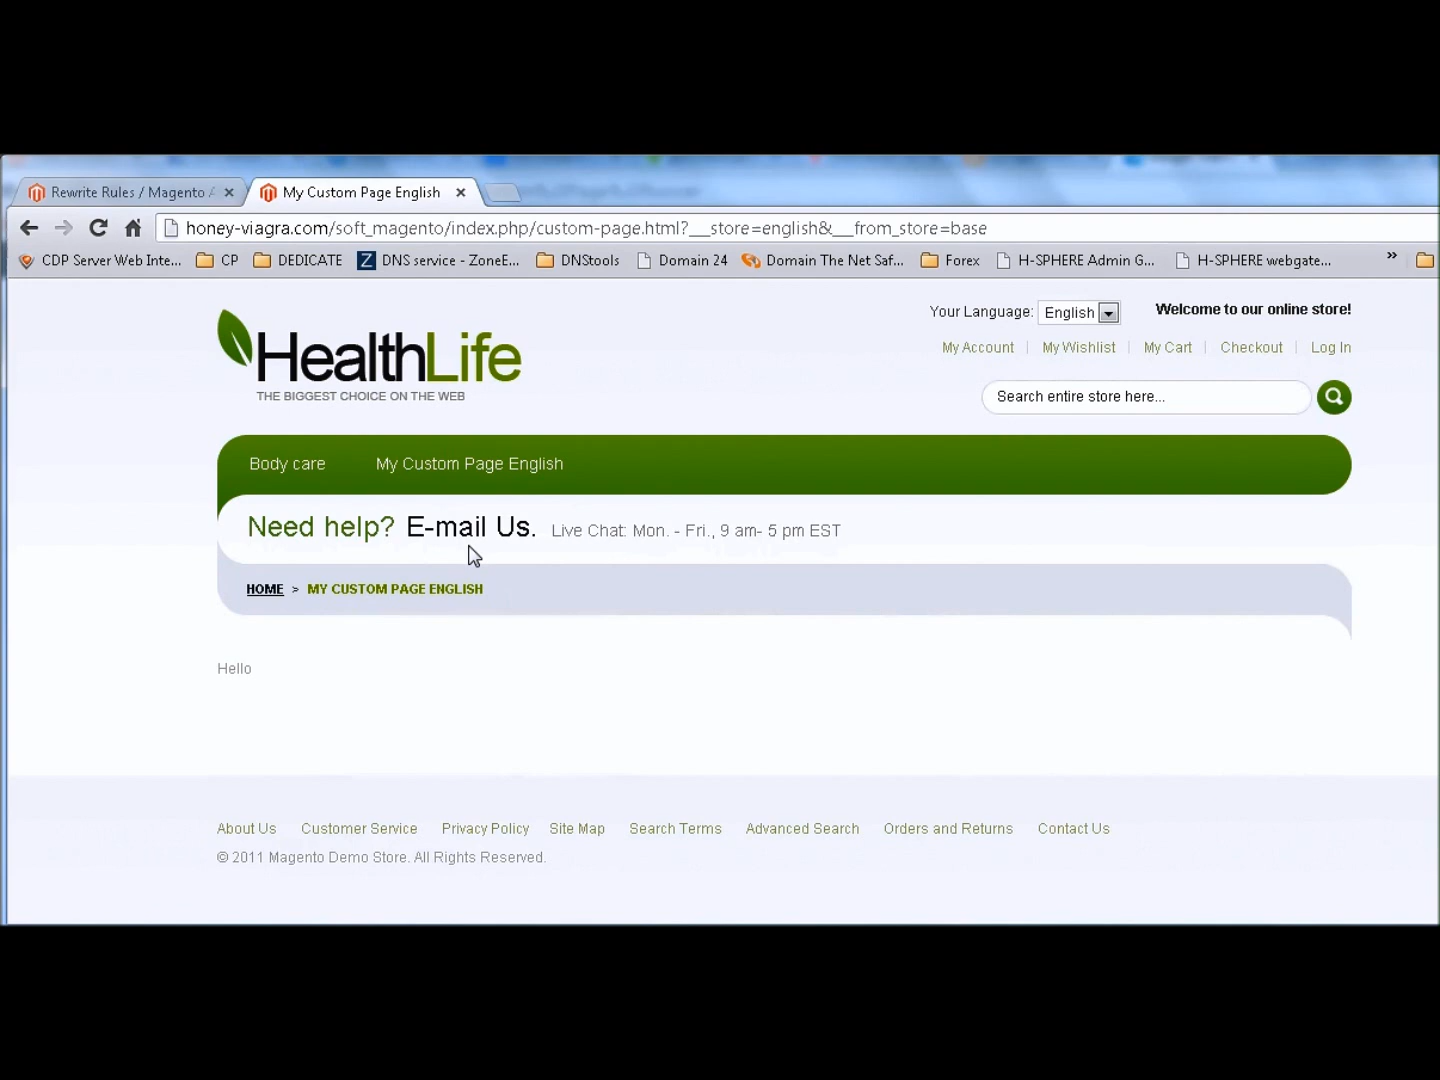 Rewrite Rules / Magento A
My Custom Page English
honey-viagra.com/soft_magento/index.php/custom-page.html?___store=english&___from_store=base
CDP Server Web Inte... CP DEDICATE DNS service - ZoneE... DNStools Domain 24 Domain The Net Saf... Forex H-SPHERE Admin G... H-SPHERE webgate... »
Your Language: English Welcome to our online store!
HealthLife
THE BIGGEST CHOICE ON THE WEB
My Account My Wishlist My Cart Checkout Log In
Search entire store here...
Body care My Custom Page English
Need help? E-mail Us. Live Chat: Mon. - Fri., 9 am- 5 pm EST
HOME > MY CUSTOM PAGE ENGLISH
Hello
About Us Customer Service Privacy Policy Site Map Search Terms Advanced Search Orders and Returns Contact Us
© 2011 Magento Demo Store. All Rights Reserved.